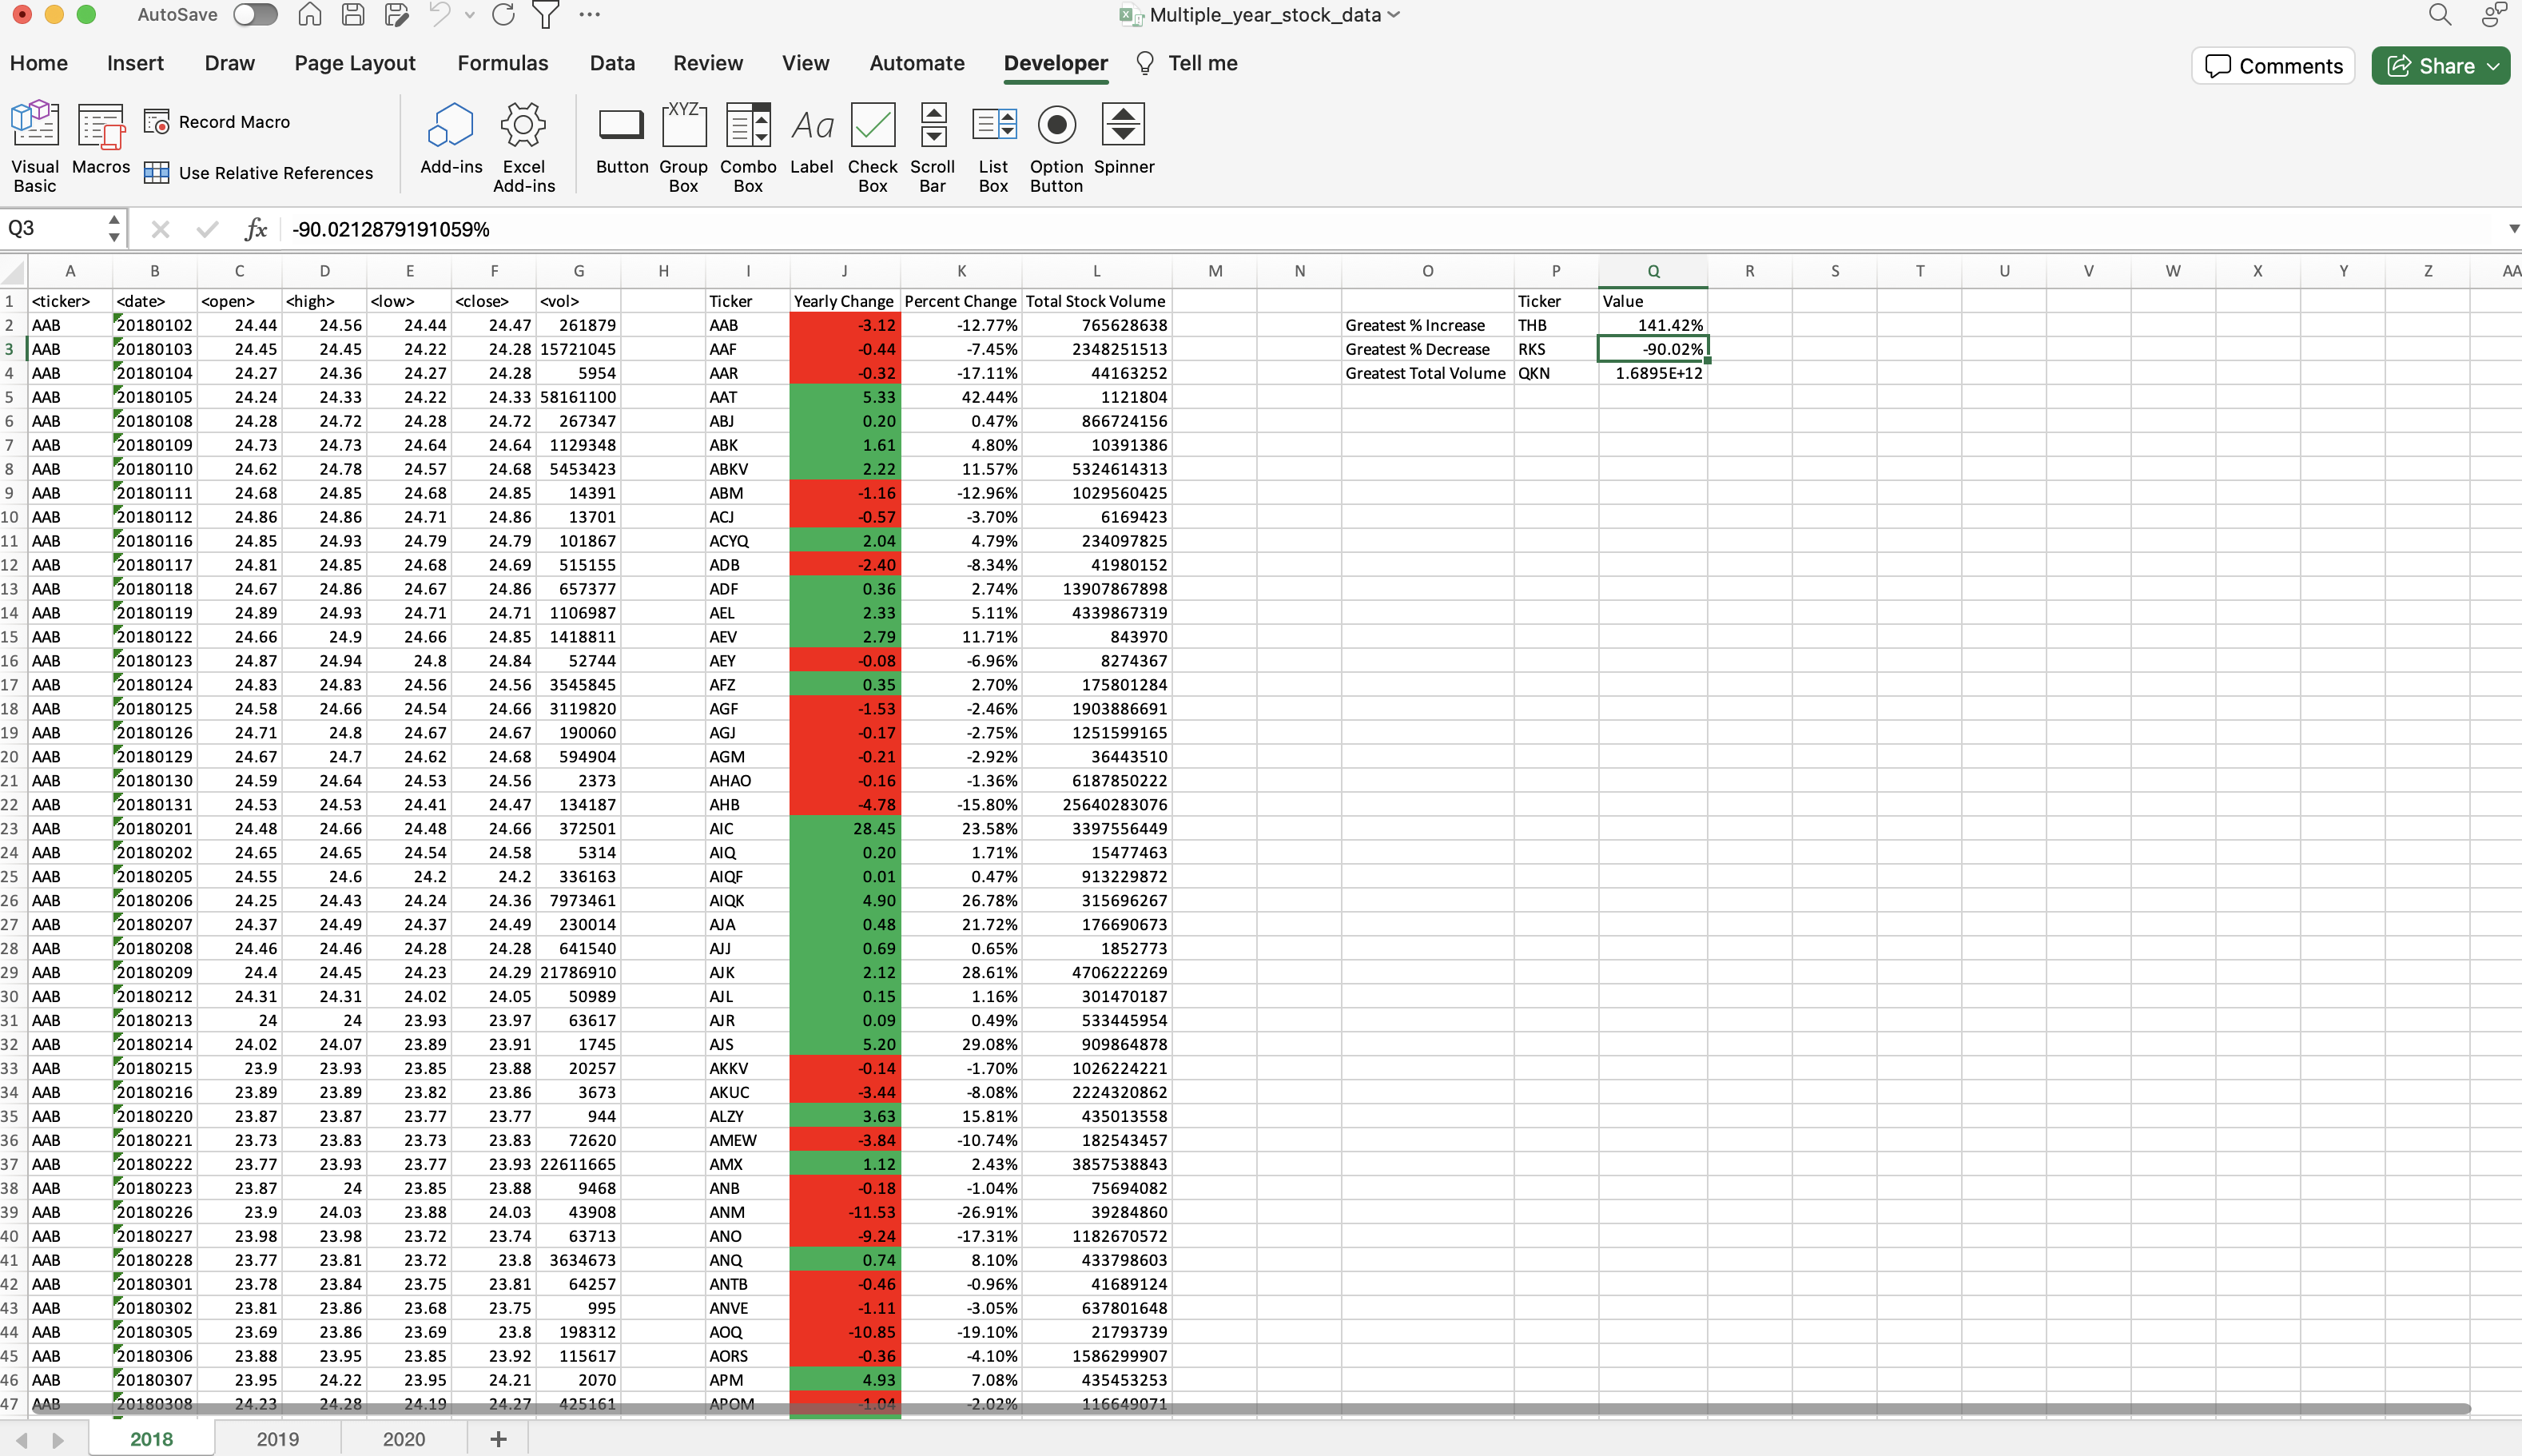 AutoSave Multiple_year_stock_data
Home Insert Draw Page Layout Formulas Data Review View Automate Developer Tell me Comments Share
Visual Basic Macros Record Macro Use Relative References Add-ins Excel Add-ins Button Group Box Combo Box Label Check Box Scroll Bar List Box Option Button Spinner
XYZ Aa
Q3 fx -90.0212879191059%
A B C D E F G H I J K L M N O P Q R S T U V W X Y Z AA
1 <ticker> <date> <open> <high> <low> <close> <vol> Ticker Yearly Change Percent Change Total Stock Volume Ticker Value
2 AAB 20180102 24.44 24.56 24.44 24.47 261879 AAB -3.12 -12.77% 765628638 Greatest % Increase THB 141.42%
3 AAB 20180103 24.45 24.45 24.22 24.28 15721045 AAF -0.44 -7.45% 2348251513 Greatest % Decrease RKS -90.02%
4 AAB 20180104 24.27 24.36 24.27 24.28 5954 AAR -0.32 -17.11% 44163252 Greatest Total Volume QKN 1.6895E+12
5 AAB 20180105 24.24 24.33 24.22 24.33 58161100 AAT 5.33 42.44% 1121804
6 AAB 20180108 24.28 24.72 24.28 24.72 267347 ABJ 0.20 0.47% 866724156
7 AAB 20180109 24.73 24.73 24.64 24.64 1129348 ABK 1.61 4.80% 10391386
8 AAB 20180110 24.62 24.78 24.57 24.68 5453423 ABKV 2.22 11.57% 5324614313
9 AAB 20180111 24.68 24.85 24.68 24.85 14391 ABM -1.16 -12.96% 1029560425
10 AAB 20180112 24.86 24.86 24.71 24.86 13701 ACJ -0.57 -3.70% 6169423
11 AAB 20180116 24.85 24.93 24.79 24.79 101867 ACYQ 2.04 4.79% 234097825
12 AAB 20180117 24.81 24.85 24.68 24.69 515155 ADB -2.40 -8.34% 41980152
13 AAB 20180118 24.67 24.86 24.67 24.86 657377 ADF 0.36 2.74% 13907867898
14 AAB 20180119 24.89 24.93 24.71 24.71 1106987 AEL 2.33 5.11% 4339867319
15 AAB 20180122 24.66 24.9 24.66 24.85 1418811 AEV 2.79 11.71% 843970
16 AAB 20180123 24.87 24.94 24.8 24.84 52744 AEY -0.08 -6.96% 8274367
17 AAB 20180124 24.83 24.83 24.56 24.56 3545845 AFZ 0.35 2.70% 175801284
18 AAB 20180125 24.58 24.66 24.54 24.66 3119820 AGF -1.53 -2.46% 1903886691
19 AAB 20180126 24.71 24.8 24.67 24.67 190060 AGJ -0.17 -2.75% 1251599165
20 AAB 20180129 24.67 24.7 24.62 24.68 594904 AGM -0.21 -2.92% 36443510
21 AAB 20180130 24.59 24.64 24.53 24.56 2373 AHAO -0.16 -1.36% 6187850222
22 AAB 20180131 24.53 24.53 24.41 24.47 134187 AHB -4.78 -15.80% 25640283076
23 AAB 20180201 24.48 24.66 24.48 24.66 372501 AIC 28.45 23.58% 3397556449
24 AAB 20180202 24.65 24.65 24.54 24.58 5314 AIQ 0.20 1.71% 15477463
25 AAB 20180205 24.55 24.6 24.2 24.2 336163 AIQF 0.01 0.47% 913229872
26 AAB 20180206 24.25 24.43 24.24 24.36 7973461 AIQK 4.90 26.78% 315696267
27 AAB 20180207 24.37 24.49 24.37 24.49 230014 AJA 0.48 21.72% 176690673
28 AAB 20180208 24.46 24.46 24.28 24.28 641540 AJJ 0.69 0.65% 1852773
29 AAB 20180209 24.4 24.45 24.23 24.29 21786910 AJK 2.12 28.61% 4706222269
30 AAB 20180212 24.31 24.31 24.02 24.05 50989 AJL 0.15 1.16% 301470187
31 AAB 20180213 24 24 23.93 23.97 63617 AJR 0.09 0.49% 533445954
32 AAB 20180214 24.02 24.07 23.89 23.91 1745 AJS 5.20 29.08% 909864878
33 AAB 20180215 23.9 23.93 23.85 23.88 20257 AKKV -0.14 -1.70% 1026224221
34 AAB 20180216 23.89 23.89 23.82 23.86 3673 AKUC -3.44 -8.08% 2224320862
35 AAB 20180220 23.87 23.87 23.77 23.77 944 ALZY 3.63 15.81% 435013558
36 AAB 20180221 23.73 23.83 23.73 23.83 72620 AMEW -3.84 -10.74% 182543457
37 AAB 20180222 23.77 23.93 23.77 23.93 22611665 AMX 1.12 2.43% 3857538843
38 AAB 20180223 23.87 24 23.85 23.88 9468 ANB -0.18 -1.04% 75694082
39 AAB 20180226 23.9 24.03 23.88 24.03 43908 ANM -11.53 -26.91% 39284860
40 AAB 20180227 23.98 23.98 23.72 23.74 63713 ANO -9.24 -17.31% 1182670572
41 AAB 20180228 23.77 23.81 23.72 23.8 3634673 ANQ 0.74 8.10% 433798603
42 AAB 20180301 23.78 23.84 23.75 23.81 64257 ANTB -0.46 -0.96% 41689124
43 AAB 20180302 23.81 23.86 23.68 23.75 995 ANVE -1.11 -3.05% 637801648
44 AAB 20180305 23.69 23.86 23.69 23.8 198312 AOQ -10.85 -19.10% 21793739
45 AAB 20180306 23.88 23.95 23.85 23.92 115617 AORS -0.36 -4.10% 1586299907
46 AAB 20180307 23.95 24.22 23.95 24.21 2070 APM 4.93 7.08% 435453253
47 AAB 20180308 24.23 24.28 24.19 24.27 425161 APOM -1.04 -2.02% 116649071
2018 2019 2020 +